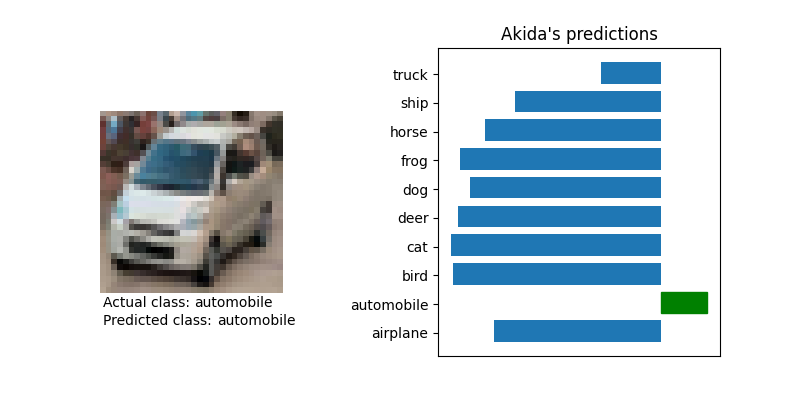 Akida's predictions
truck
ship
horse
frog
dog
deer
cat
bird
automobile
airplane
Actual class: automobile
Predicted class: automobile